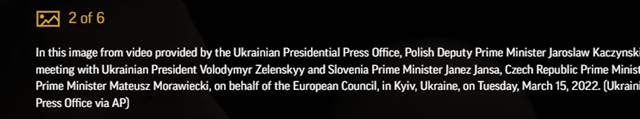 2 of 6
In this image from video provided by the Ukrainian Presidential Press Office, Polish Deputy Prime Minister Jaroslaw Kaczynski
meeting with Ukrainian President Volodymyr Zelenskyy and Slovenia Prime Minister Janez Jansa, Czech Republic Prime Minist
Prime Minister Mateusz Morawiecki, on behalf of the European Council, in Kyiv, Ukraine, on Tuesday, March 15, 2022. (Ukraini
Press Office via AP)